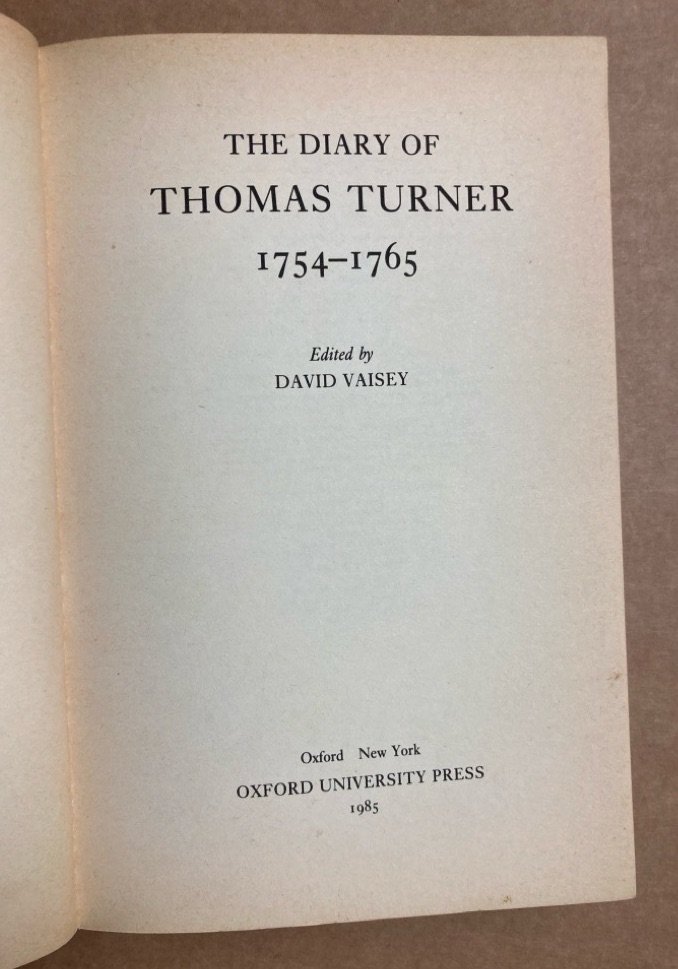 THE DIARY OF
THOMAS TURNER
1754–1765
Edited by
DAVID VAISEY
Oxford New York
OXFORD UNIVERSITY PRESS
1985